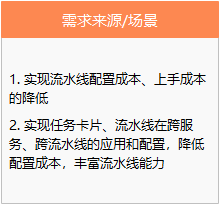 需求来源/场景
1. 实现流水线配置成本、上手成本
的降低
2. 实现任务卡片、流水线在跨服
务、跨流水线的应用和配置，降低
配置成本，丰富流水线能力